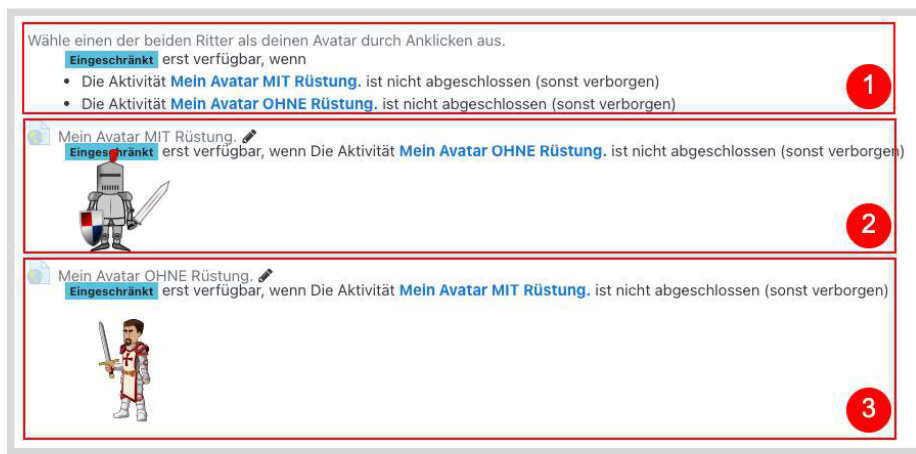 Wähle einen der beiden Ritter als deinen Avatar durch Anklicken aus.
Eingeschränkt erst verfügbar, wenn
• Die Aktivität Mein Avatar MIT Rüstung. ist nicht abgeschlossen (sonst verborgen)
• Die Aktivität Mein Avatar OHNE Rüstung. ist nicht abgeschlossen (sonst verborgen)
1
Mein Avatar MIT Rüstung.
Eingeschränkt erst verfügbar, wenn Die Aktivität Mein Avatar OHNE Rüstung. ist nicht abgeschlossen (sonst verborgen)
2
Mein Avatar OHNE Rüstung.
Eingeschränkt erst verfügbar, wenn Die Aktivität Mein Avatar MIT Rüstung. ist nicht abgeschlossen (sonst verborgen)
3